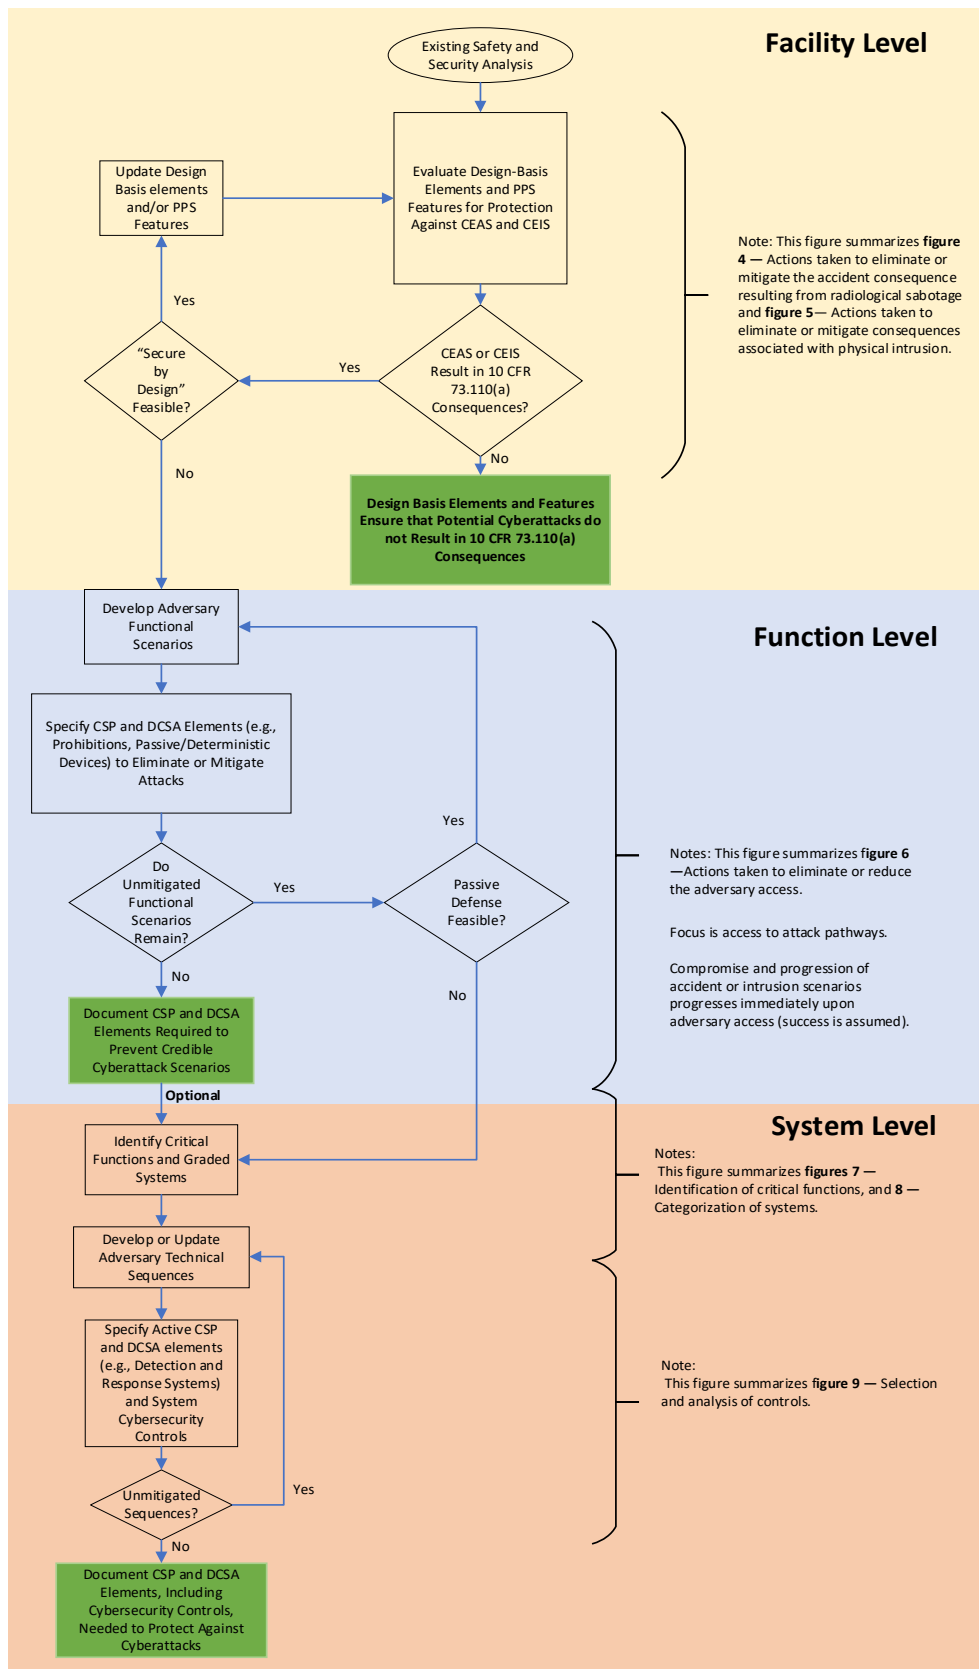 Facility Level
Existing Safety and
Security Analysis
Update Design
Basis elements
and/or PPS
Features
Evaluate Design-Basis
Elements and PPS
Features for Protection
Against CEAS and CEIS
Note: This figure summarizes figure
4 — Actions taken to eliminate or
mitigate the accident consequence
resulting from radiological sabotage
and figure 5— Actions taken to
eliminate or mitigate consequences
associated with physical intrusion.
Yes
"Secure
by
Design"
Feasible?
Yes
CEAS or CEIS
Result in 10 CFR
73.110(a)
Consequences?
No
No
Design Basis Elements and Features
Ensure that Potential Cyberattacks do
not Result in 10 CFR 73.110(a)
Consequences
Function Level
Develop Adversary
Functional
Scenarios
Specify CSP and DCSA Elements (e.g.,
Prohibitions, Passive/Deterministic
Devices) to Eliminate or Mitigate
Attacks
Yes
Do
Unmitigated
Functional
Scenarios
Remain?
Yes
Passive
Defense
Feasible?
Notes: This figure summarizes figure 6
—Actions taken to eliminate or reduce
the adversary access.
Focus is access to attack pathways.
Compromise and progression of
accident or intrusion scenarios
progresses immediately upon
adversary access (success is assumed).
No
No
Document CSP and DCSA
Elements Required to
Prevent Credible
Cyberattack Scenarios
Optional
System Level
Identify Critical
Functions and Graded
Systems
Notes:
This figure summarizes figures 7 —
Identification of critical functions, and 8 —
Categorization of systems.
Develop or Update
Adversary Technical
Sequences
Specify Active CSP
and DCSA elements
(e.g., Detection and
Response Systems)
and System
Cybersecurity
Controls
Note:
This figure summarizes figure 9 — Selection
and analysis of controls.
Unmitigated
Sequences?
Yes
No
Document CSP and DCSA
Elements, Including
Cybersecurity Controls,
Needed to Protect Against
Cyberattacks